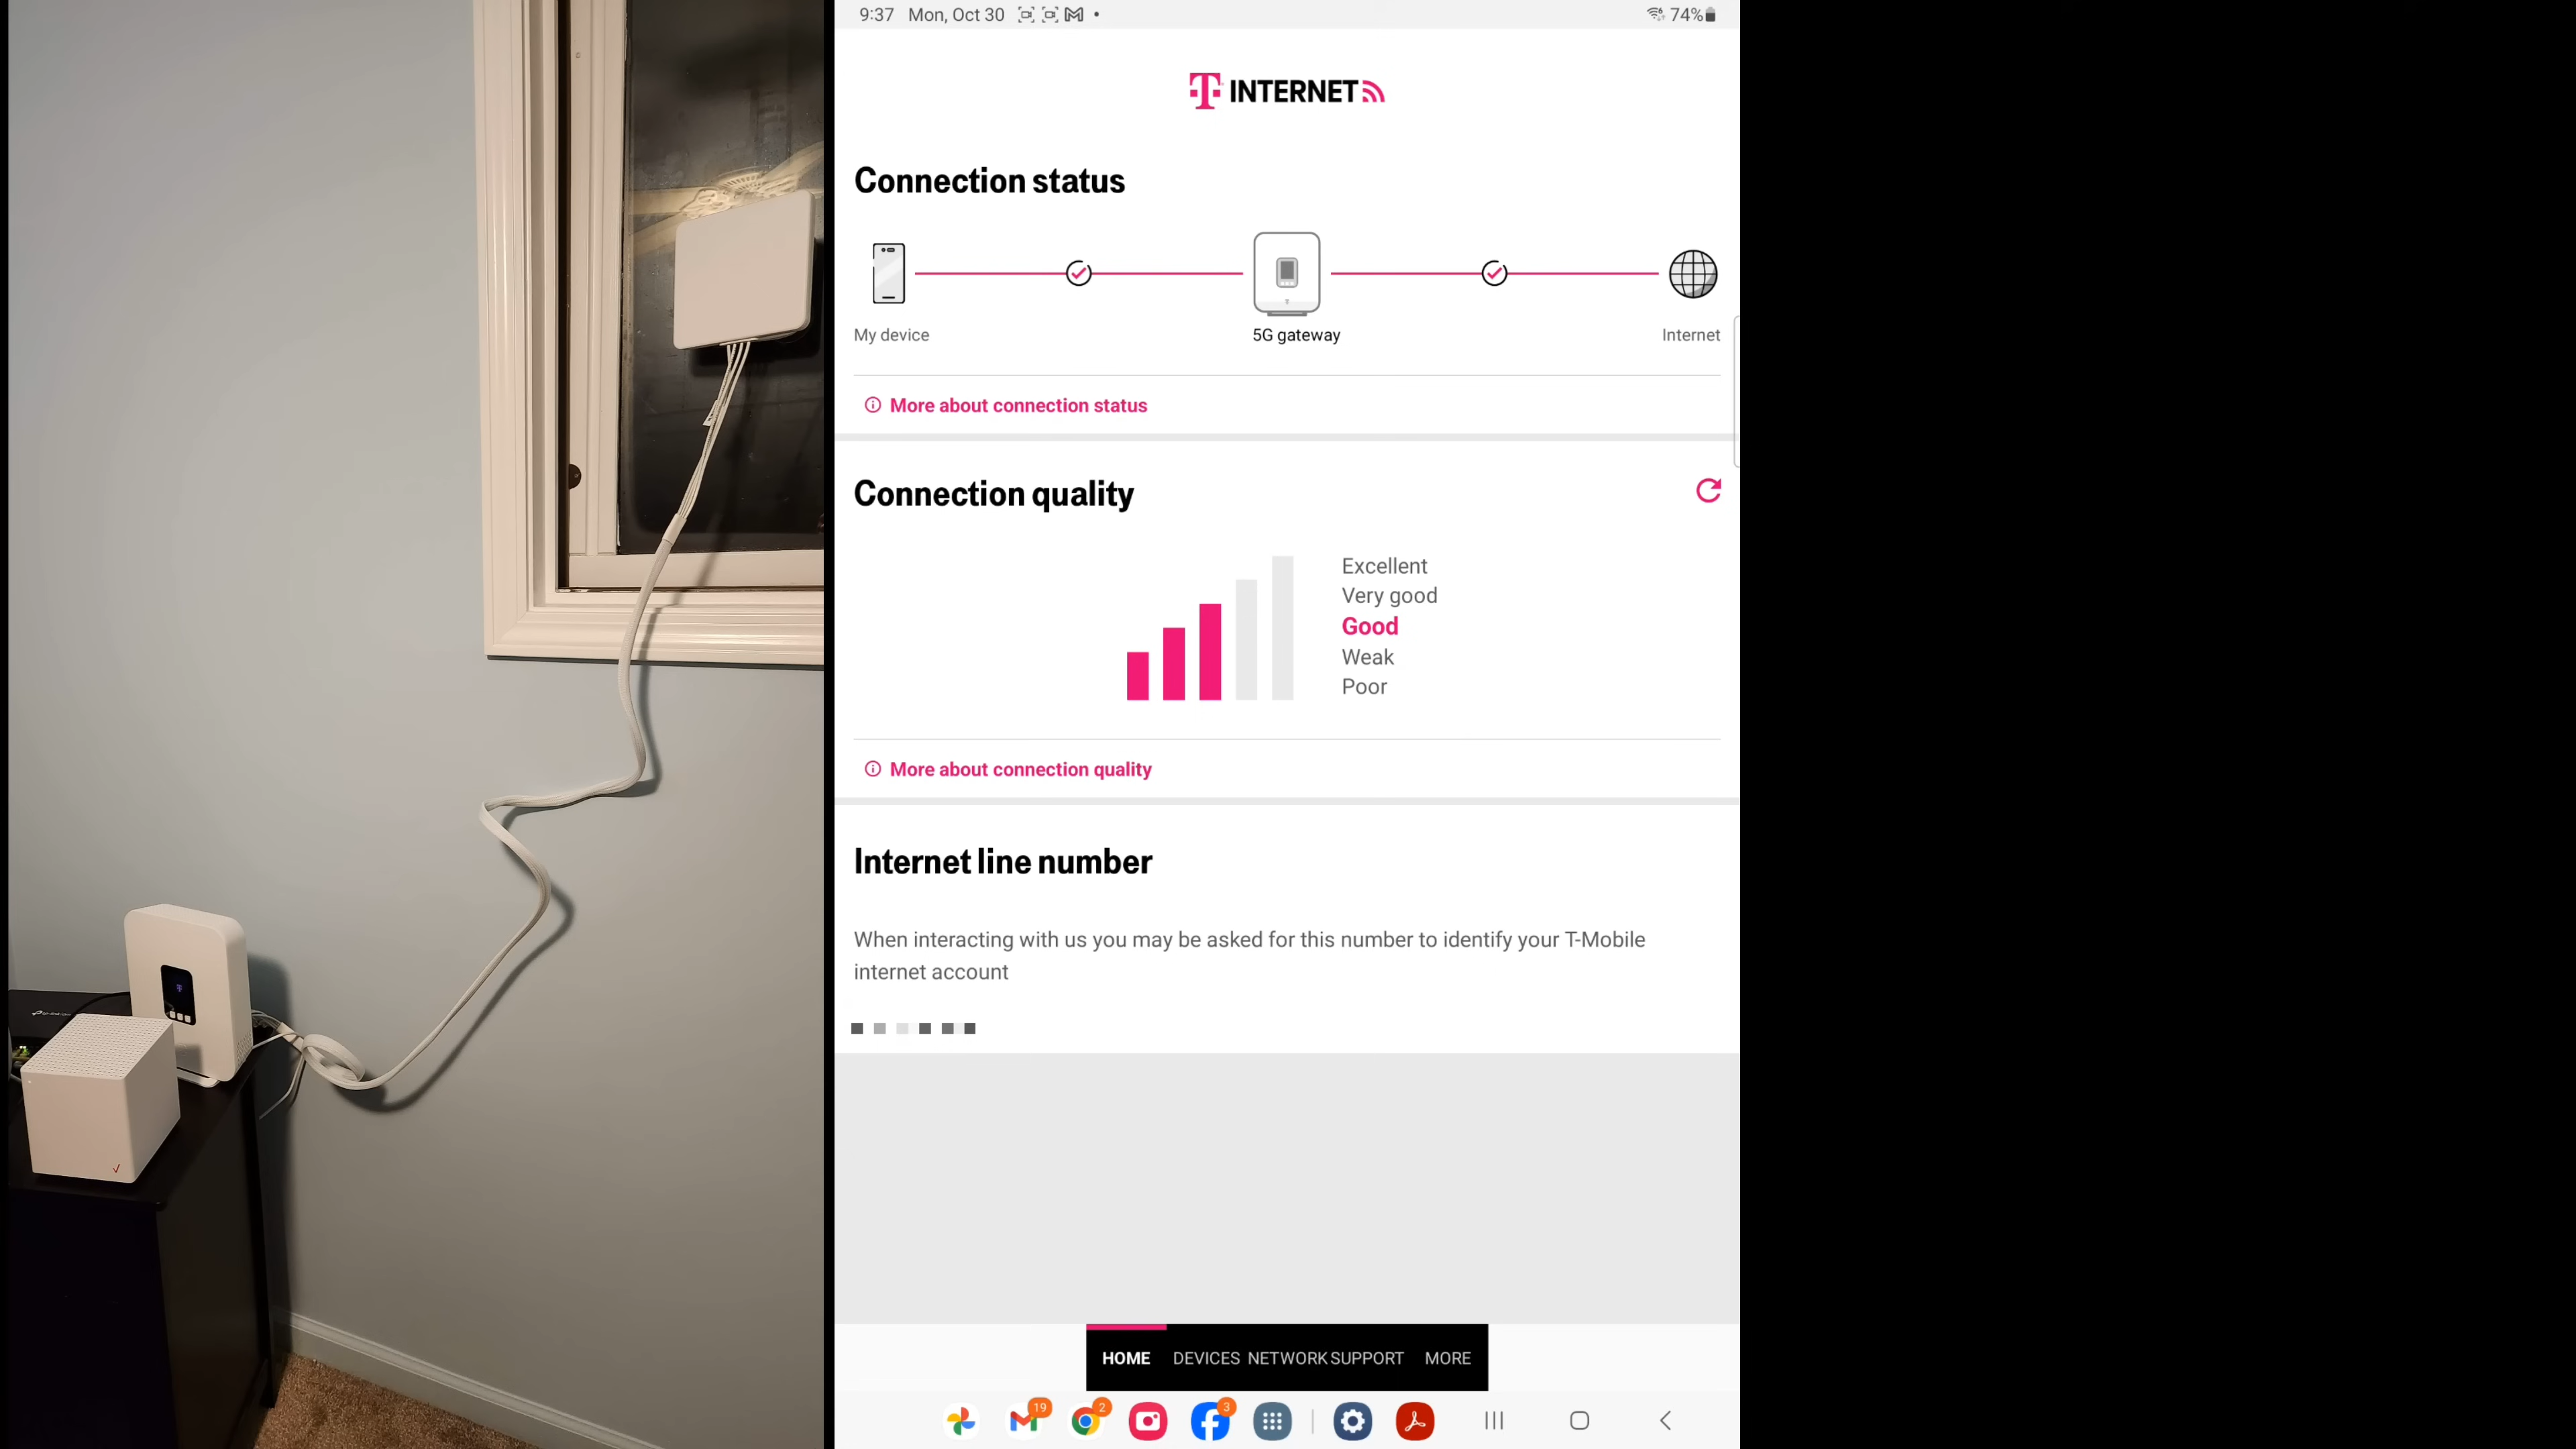 9:37 Mon, Oct 30
74%
T INTERNET
Connection status
My device
5G gateway
Internet
More about connection status
Connection quality
Excellent
Very good
Good
Weak
Poor
More about connection quality
Internet line number
When interacting with us you may be asked for this number to identify your T-Mobile
internet account
HOME DEVICES NETWORK SUPPORT MORE
19
2
3